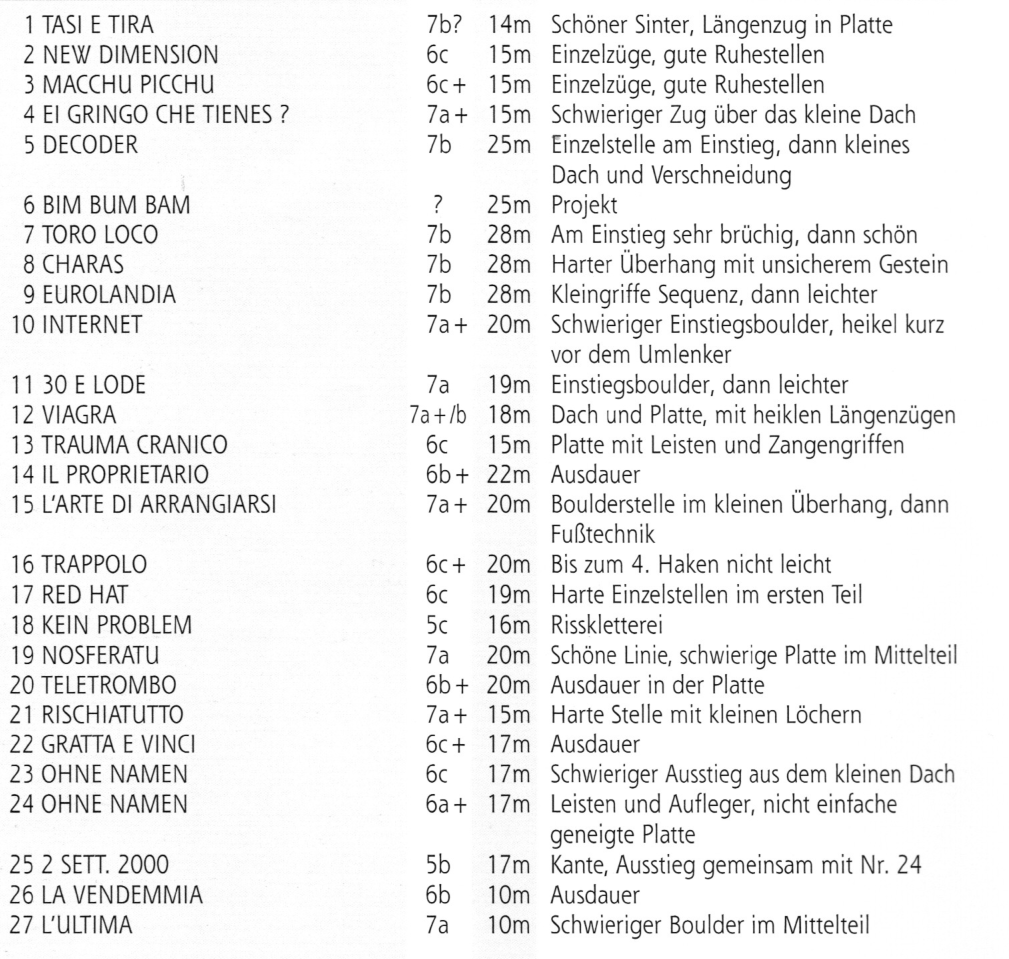 1 TASI E TIRA 7b? 14m Schöner Sinter, Längenzug in Platte
2 NEW DIMENSION 6c 15m Einzelzüge, gute Ruhestellen
3 MACCHU PICCHU 6c+ 15m Einzelzüge, gute Ruhestellen
4 EI GRINGO CHE TIENES ? 7a+ 15m Schwieriger Zug über das kleine Dach
5 DECODER 7b 25m Einzelstelle am Einstieg, dann kleines
Dach und Verschneidung
6 BIM BUM BAM ? 25m Projekt
7 TORO LOCO 7b 28m Am Einstieg sehr brüchig, dann schön
8 CHARAS 7b 28m Harter Überhang mit unsicherem Gestein
9 EUROLANDIA 7b 28m Kleingriffe Sequenz, dann leichter
10 INTERNET 7a+ 20m Schwieriger Einstiegsboulder, heikel kurz
vor dem Umlenker
11 30 E LODE 7a 19m Einstiegsboulder, dann leichter
12 VIAGRA 7a+/b 18m Dach und Platte, mit heiklen Längenzügen
13 TRAUMA CRANICO 6c 15m Platte mit Leisten und Zangengriffen
14 IL PROPRIETARIO 6b+ 22m Ausdauer
15 L'ARTE DI ARRANGIARSI 7a+ 20m Boulderstelle im kleinen Überhang, dann
Fußtechnik
16 TRAPPOLO 6c+ 20m Bis zum 4. Haken nicht leicht
17 RED HAT 6c 19m Harte Einzelstellen im ersten Teil
18 KEIN PROBLEM 5c 16m Risskletterei
19 NOSFERATU 7a 20m Schöne Linie, schwierige Platte im Mittelteil
20 TELETROMBO 6b+ 20m Ausdauer in der Platte
21 RISCHIATUTTO 7a+ 15m Harte Stelle mit kleinen Löchern
22 GRATTA E VINCI 6c+ 17m Ausdauer
23 OHNE NAMEN 6c 17m Schwieriger Ausstieg aus dem kleinen Dach
24 OHNE NAMEN 6a+ 17m Leisten und Aufleger, nicht einfache
geneigte Platte
25 2 SETT. 2000 5b 17m Kante, Ausstieg gemeinsam mit Nr. 24
26 LA VENDEMMIA 6b 10m Ausdauer
27 L'ULTIMA 7a 10m Schwieriger Boulder im Mittelteil